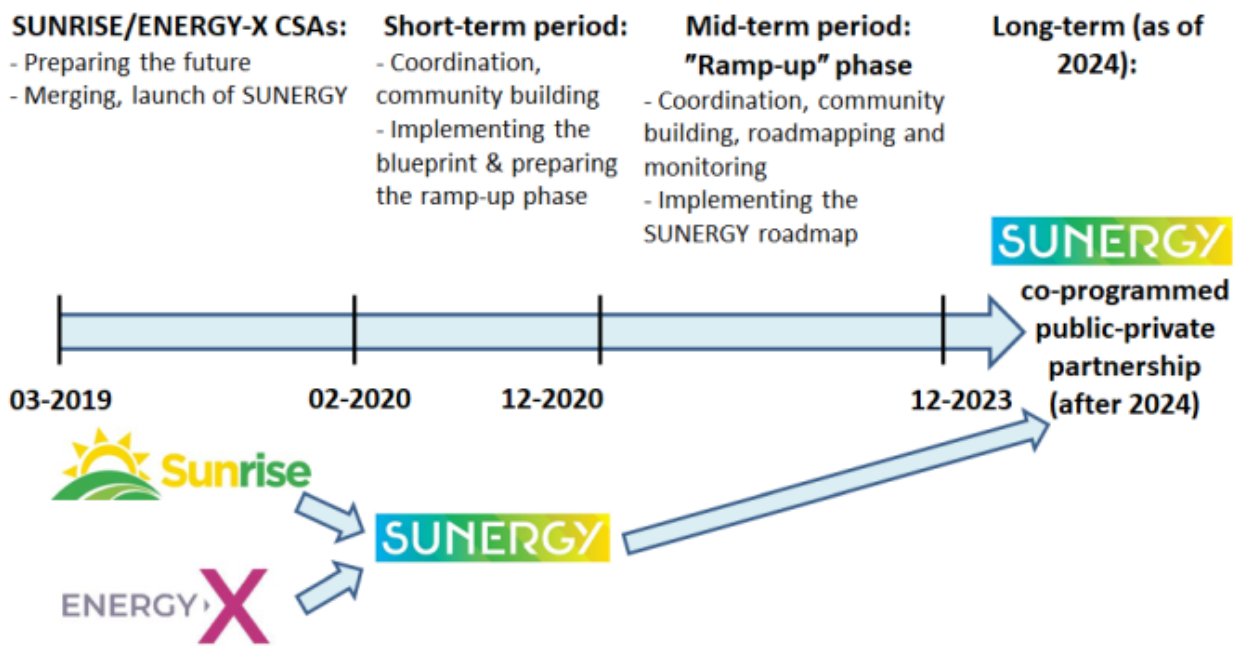 SUNRISE/ENERGY-X CSAs:
- Preparing the future
- Merging, launch of SUNERGY
Short-term period:
- Coordination,
community building
- Implementing the
blueprint & preparing
the ramp-up phase
Mid-term period:
"Ramp-up" phase
- Coordination, community
building, roadmapping and
monitoring
- Implementing the
SUNERGY roadmap
Long-term (as of
2024):
SUNERGY
co-programmed
public-private
partnership
(after 2024)
03-2019
02-2020
12-2020
12-2023
Sunrise
SUNERGY
ENERGY X